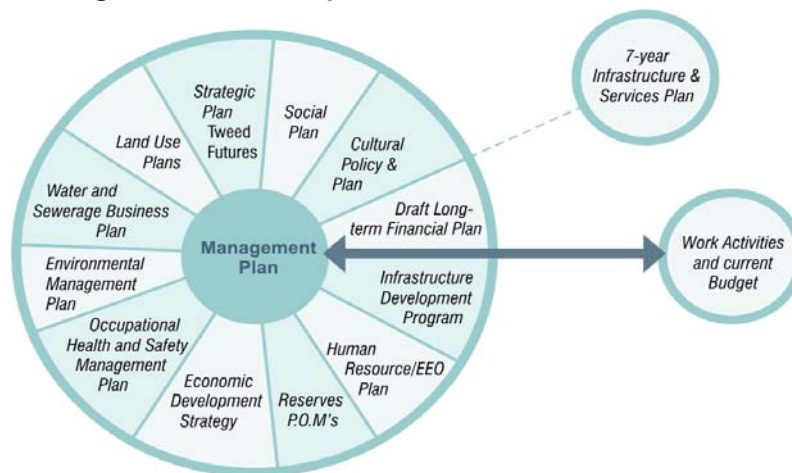 7-year
Infrastructure &
Services Plan
Strategic
Plan
Tweed
Futures
Social
Plan
Cultural
Policy &
Plan
Land Use
Plans
Water and
Sewerage Business
Plan
Draft Long-
term Financial Plan
Management
Plan
Work Activities
and current
Budget
Environmental
Management
Plan
Infrastructure
Development
Program
Occupational
Health and Safety
Management
Plan
Economic
Development
Strategy
Reserves
P.O.M's
Human
Resource/EEO
Plan